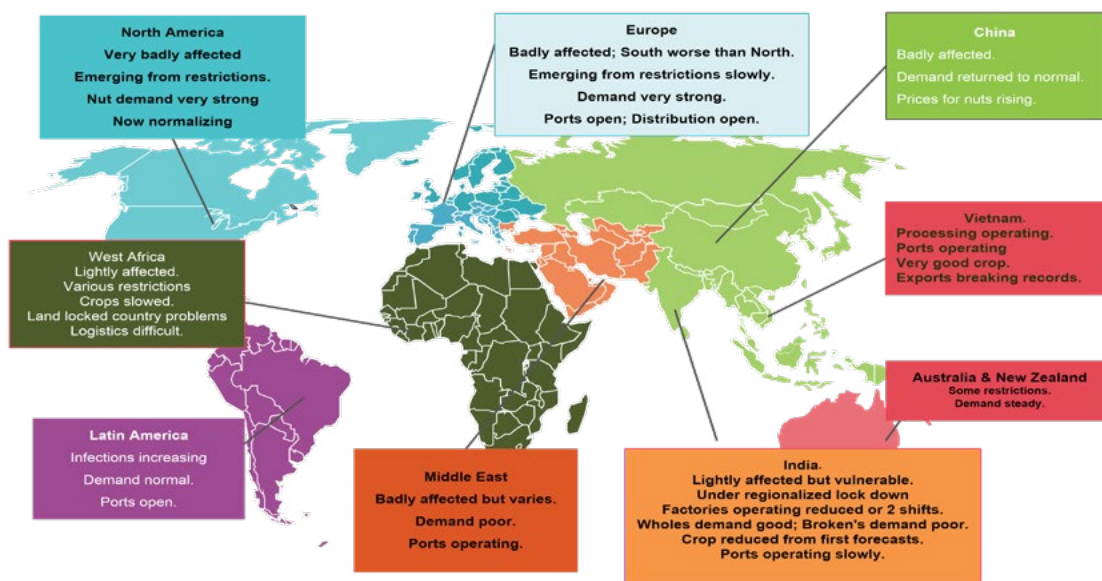 North America
Very badly affected
Emerging from restrictions.
Nut demand very strong
Now normalizing
Europe
Badly affected; South worse than North.
Emerging from restrictions slowly.
Demand very strong.
Ports open; Distribution open.
China
Badly affected.
Demand returned to normal.
Prices for nuts rising.
West Africa
Lightly affected.
Various restrictions
Crops slowed.
Land locked country problems
Logistics difficult.
Vietnam.
Processing operating.
Ports operating
Very good crop.
Exports breaking records.
Australia & New Zealand
Some restrictions.
Demand steady.
Latin America
Infections increasing
Demand normal.
Ports open.
Middle East
Badly affected but varies.
Demand poor.
Ports operating.
India.
Lightly affected but vulnerable.
Under regionalized lock down
Factories operating reduced or 2 shifts.
Wholes demand good; Broken's demand poor.
Crop reduced from first forecasts.
Ports operating slowly.